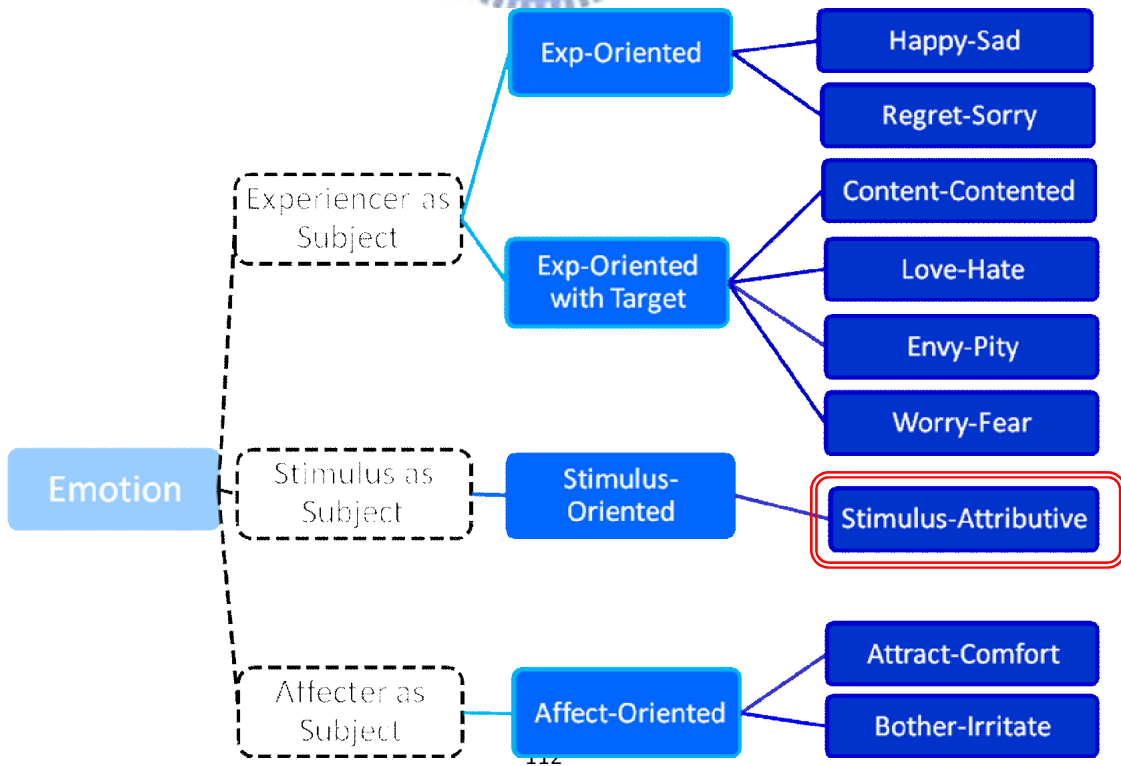 Exp-Oriented
Happy-Sad
Regret-Sorry
Experiencer as
Subject
Exp-Oriented
with Target
Content-Contented
Love-Hate
Envy-Pity
Worry-Fear
Emotion
Stimulus as
Subject
Stimulus-
Oriented
Stimulus-Attributive
Affecter as
Subject
Affect-Oriented
Attract-Comfort
Bother-Irritate
112